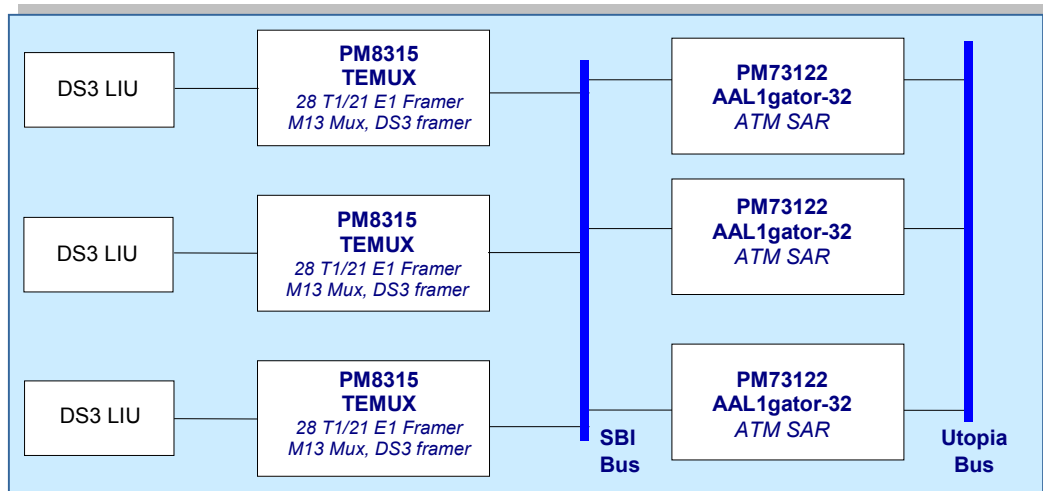 DS3 LIU
PM8315
TEMUX
28 T1/21 E1 Framer
M13 Mux, DS3 framer
PM73122
AAL1gator-32
ATM SAR
DS3 LIU
PM8315
TEMUX
28 T1/21 E1 Framer
M13 Mux, DS3 framer
PM73122
AAL1gator-32
ATM SAR
DS3 LIU
PM8315
TEMUX
28 T1/21 E1 Framer
M13 Mux, DS3 framer
PM73122
AAL1gator-32
ATM SAR
SBI
Bus
Utopia
Bus